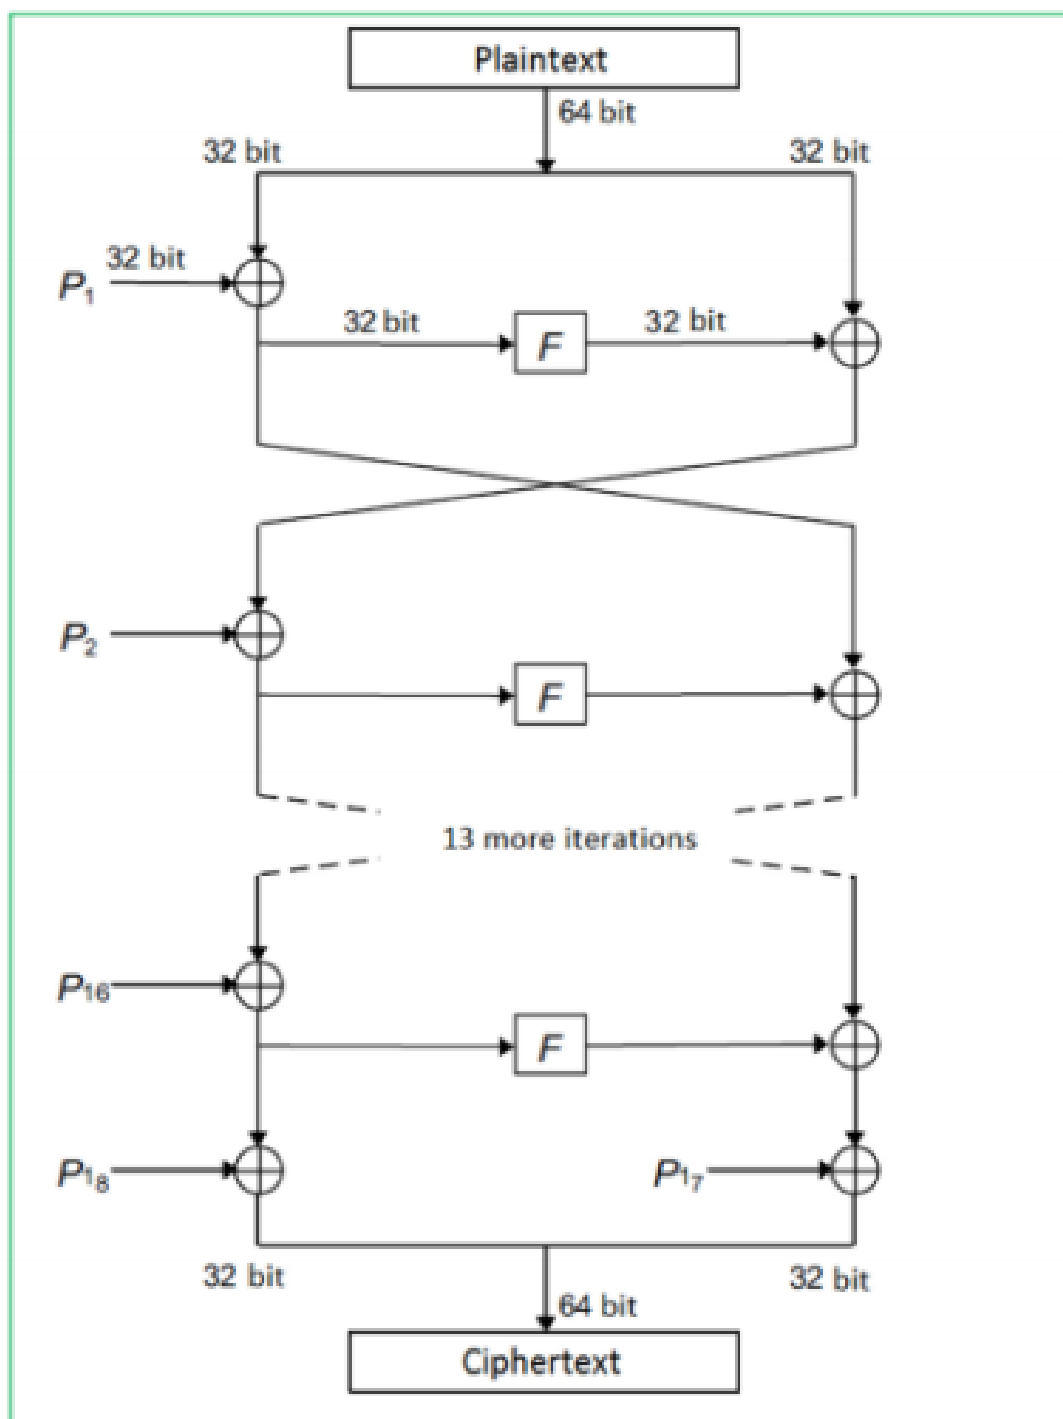 Plaintext
64 bit
32 bit 32 bit
32 bit
P1
32 bit F 32 bit
P2
F
13 more iterations
P16
F
P18 P17
32 bit 32 bit
64 bit
Ciphertext